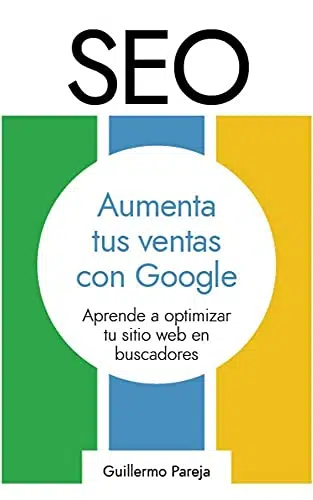 SEO
Aumenta
tus ventas
con Google
Aprende a optimizar
tu sitio web en
buscadores
Guillermo Pareja